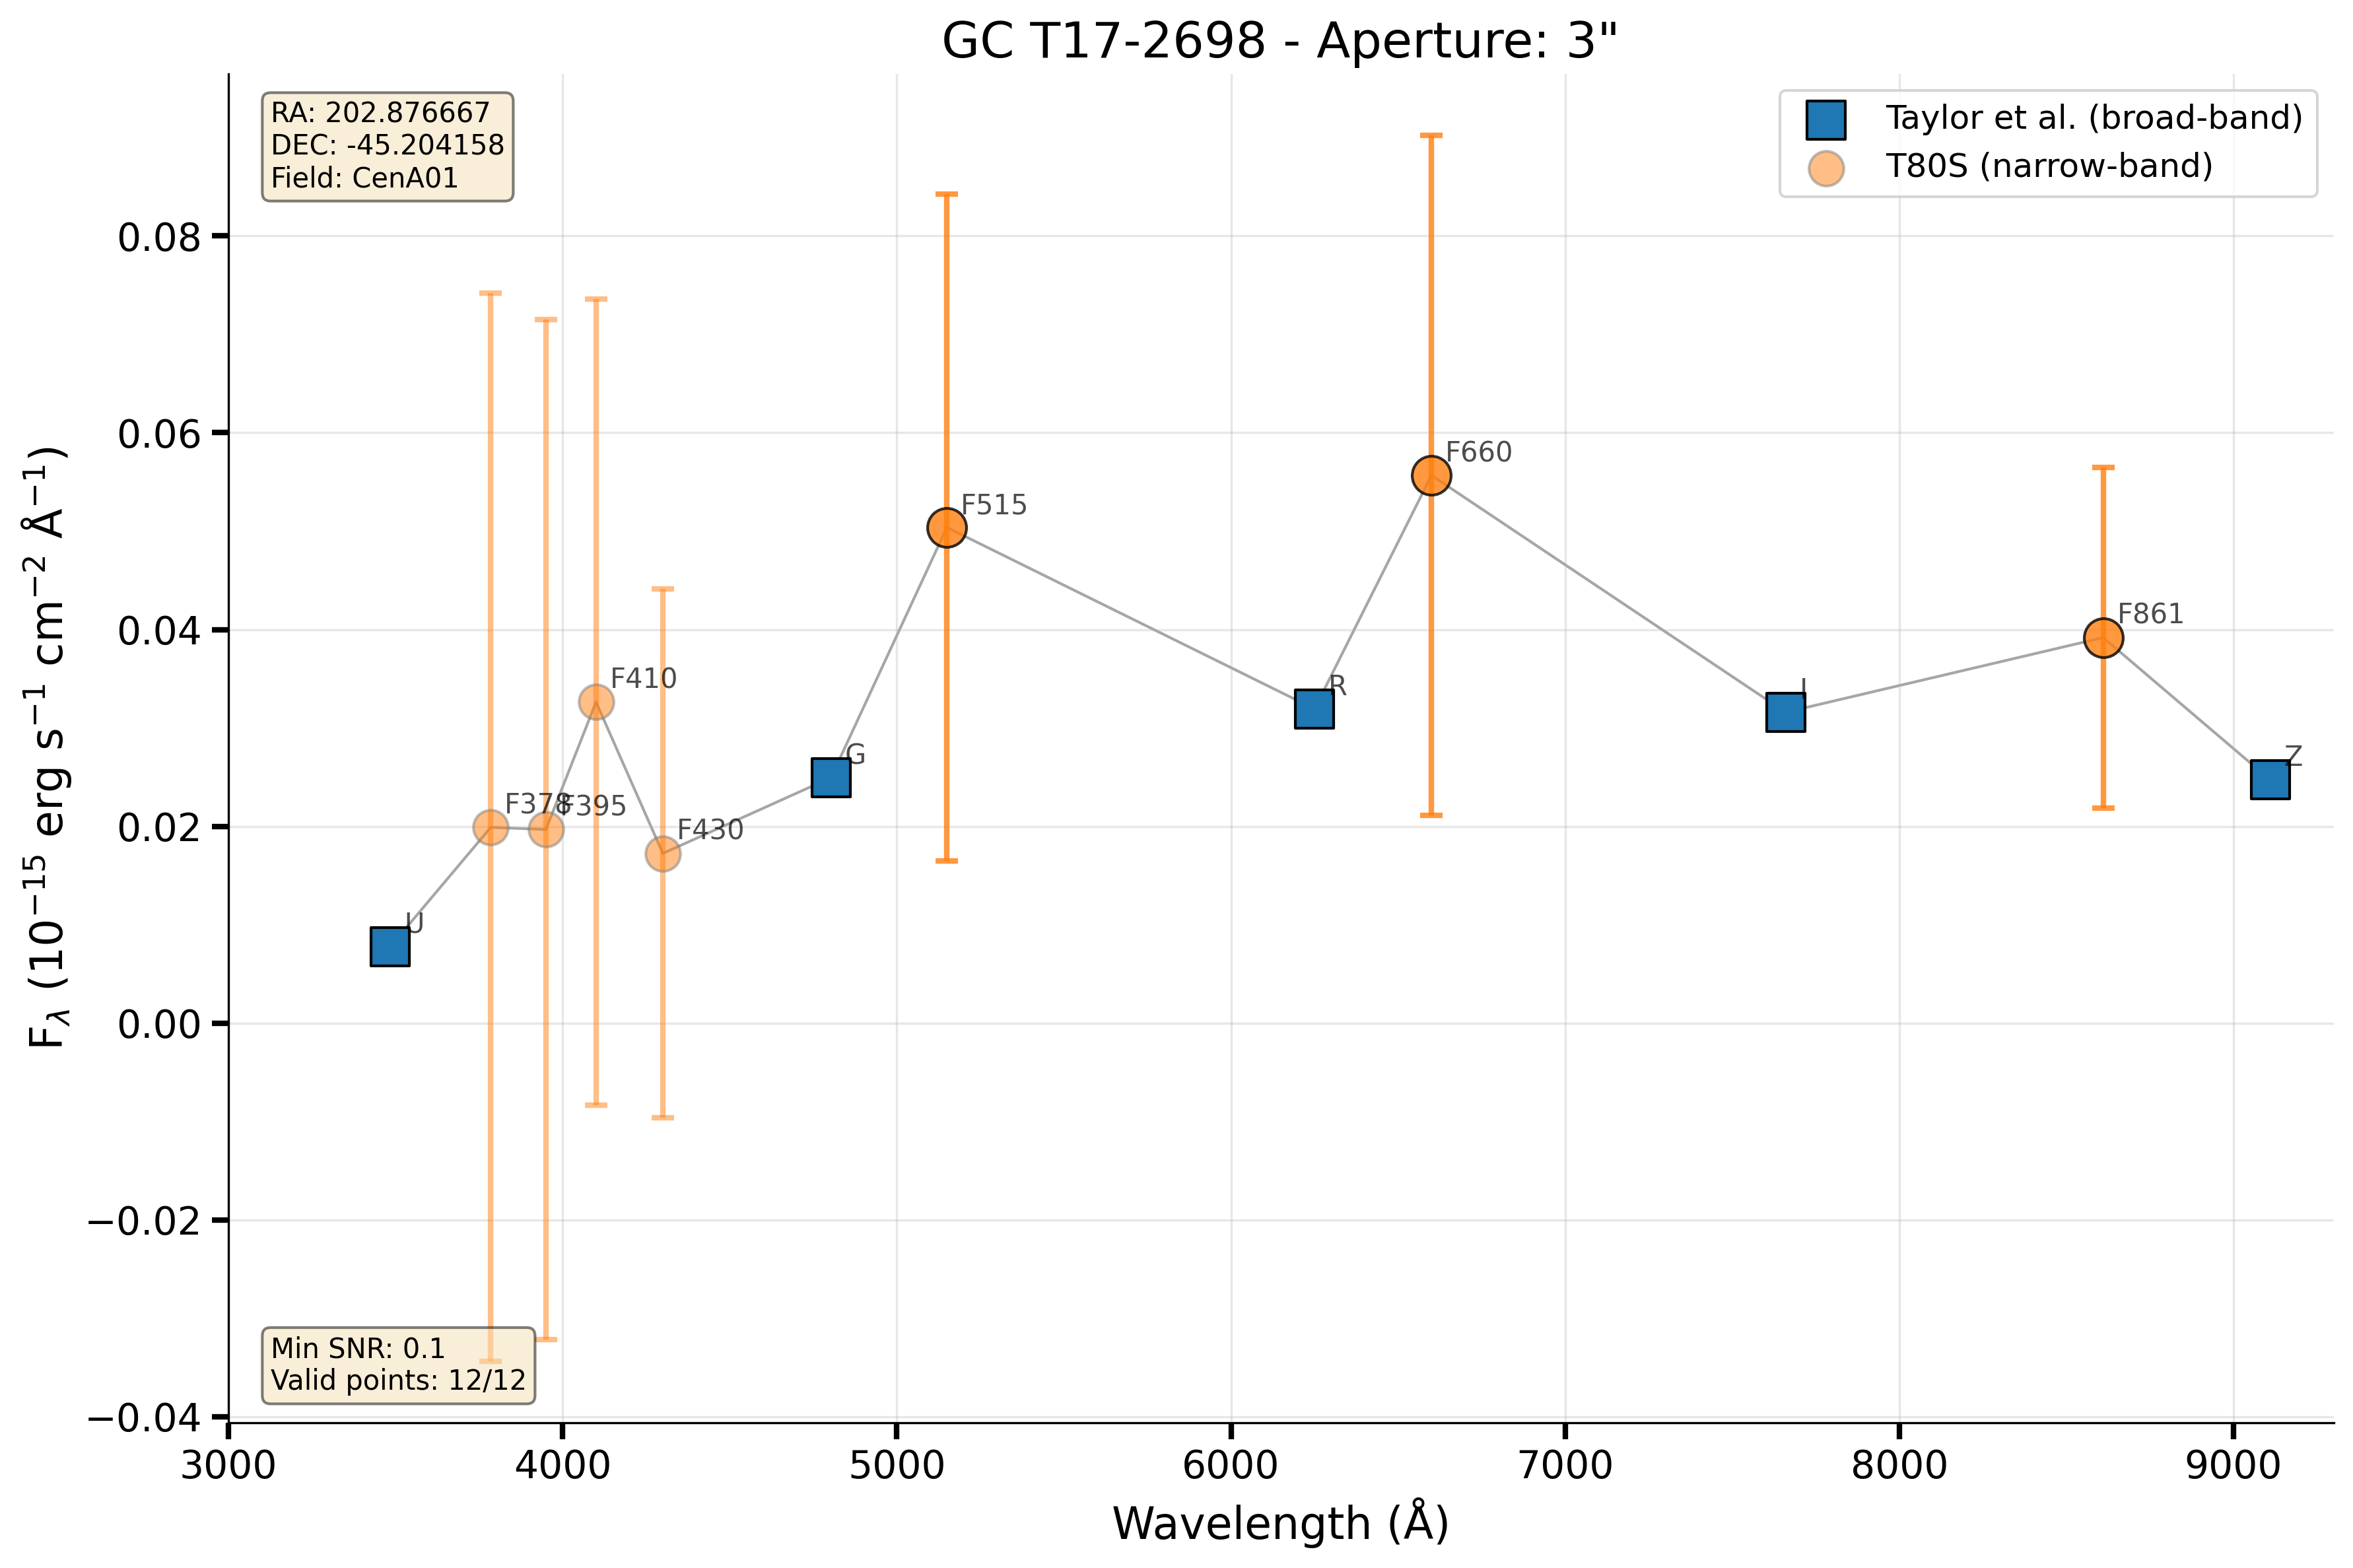 GC T17-2698 - Aperture: 3"
RA: 202.876667
DEC: -45.204158
Field: CenA01
Taylor et al. (broad-band)
T80S (narrow-band)
0.08
0.06
0.04
0.02
0.00
−0.02
−0.04
F$_{λ}$ (10$^{−15}$ erg s$^{−1}$ cm$^{−2}$ Å$^{−1}$)
U
F378
F395
F410
F430
G
F515
R
F660
I
F861
Z
Min SNR: 0.1
Valid points: 12/12
3000 4000 5000 6000 7000 8000 9000
Wavelength (Å)